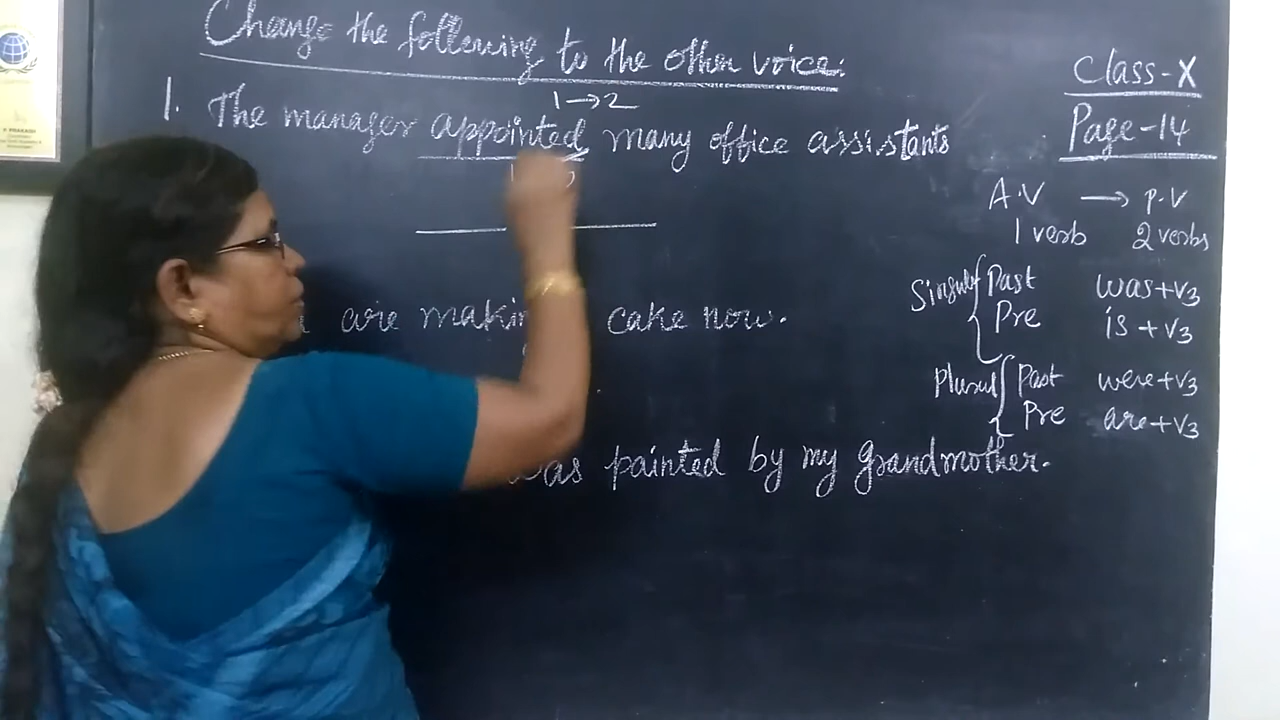 Change the following to the other voice:
1 → 2
1. The manager appointed many office assistants
are making cake now.
was painted by my grandmother.
Class-X
Page-14
A.V → P.V
1 verb 2 verbs
Past was+v3
Pre is +v3
Past were+v3
Pre are+v3